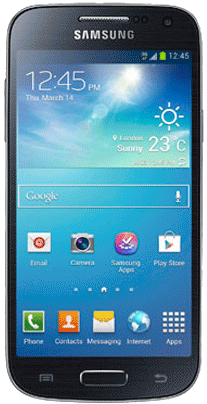 SAMSUNG
12:45
12:45 PM
Thu March 14
London
Sunny 23°C
Google
Email
Camera
Samsung
Apps
Play Store
Phone
Contacts
Messaging
Internet
Apps